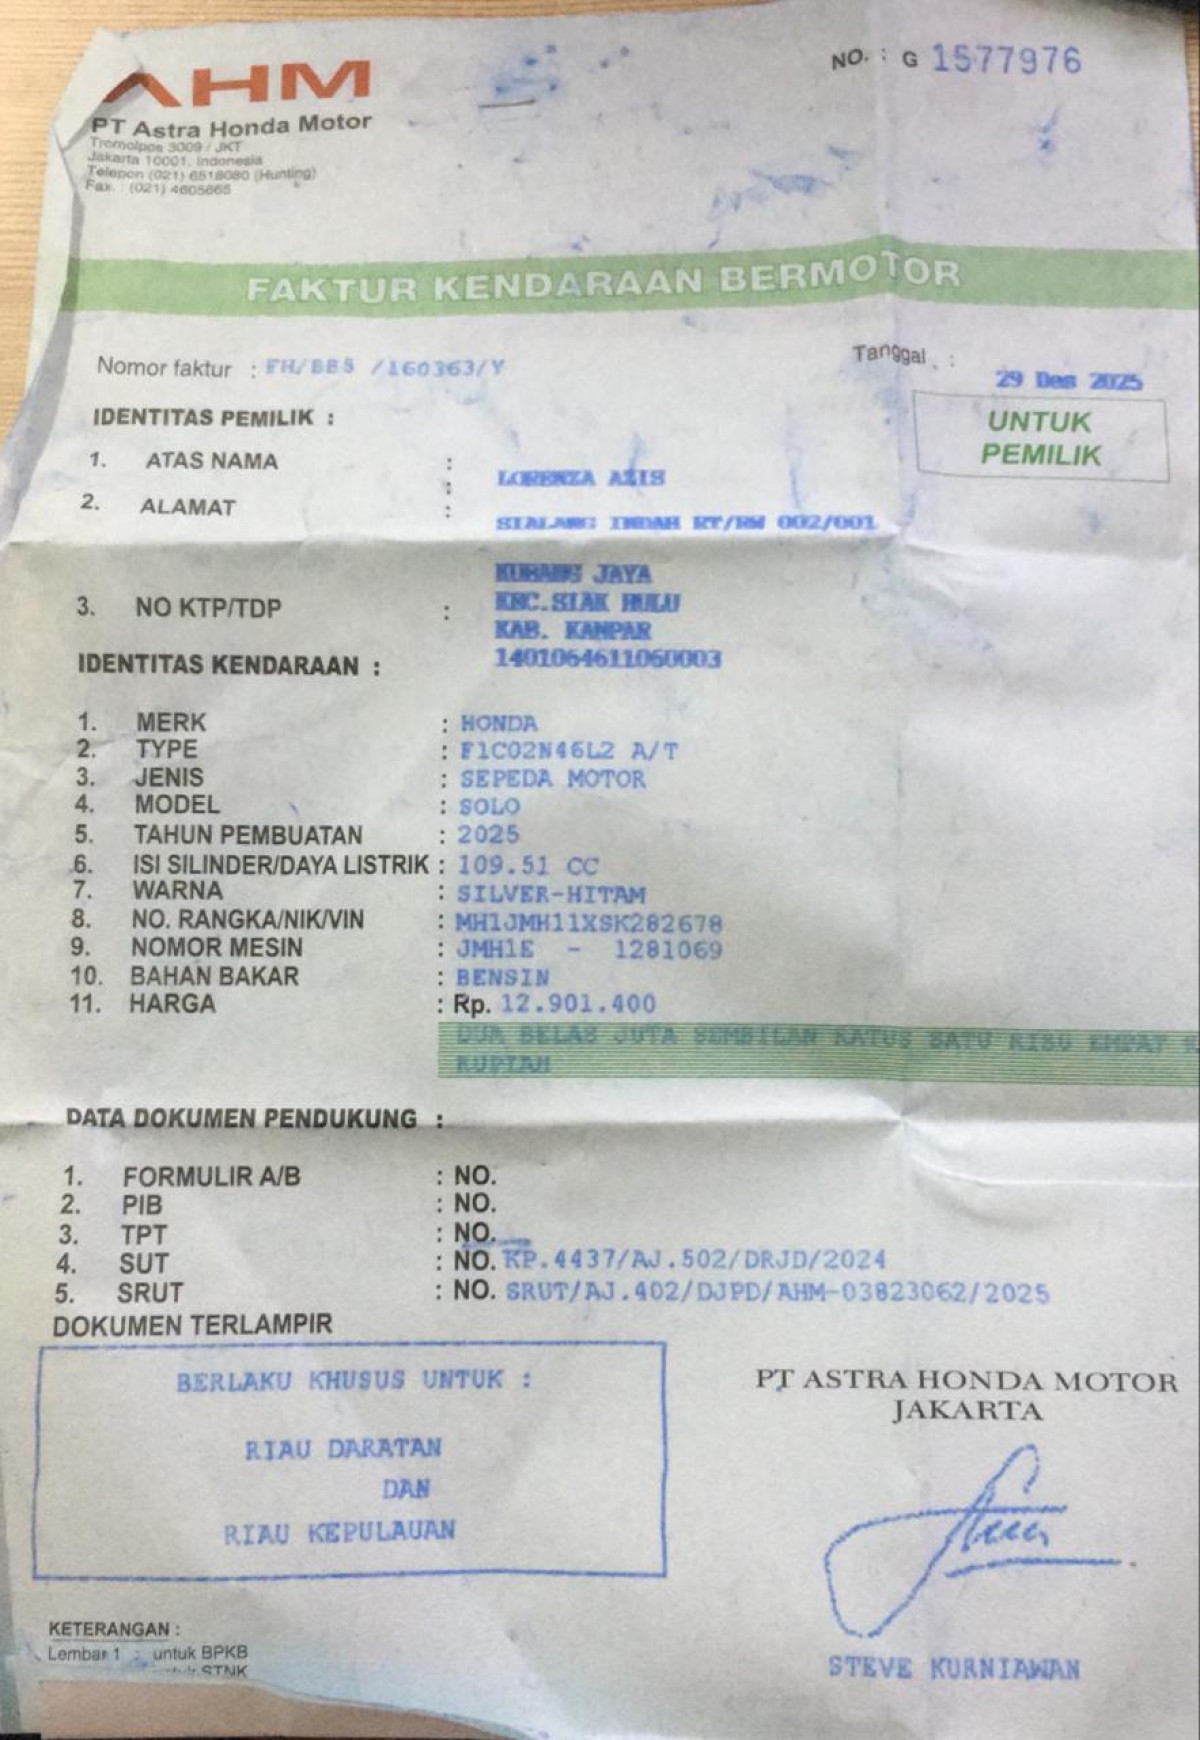 AHM
NO. : G 1577976
PT Astra Honda Motor
Tromolpos 3009 / JKT
Jakarta 10001, Indonesia
Telepon (021) 6518080 (Hunting)
Fax. : (021) 4605665
FAKTUR KENDARAAN BERMOTOR
Nomor faktur : FH/BB5 /160363/Y
Tanggal : 29 Des 2025
UNTUK
PEMILIK
IDENTITAS PEMILIK :
1. ATAS NAMA : LORENZA AZIS
2. ALAMAT : SIALANG INDAH RT/RW 002/001
KUBANG JAYA
KEC.SIAK HULU
KAB. KAMPAR
3. NO KTP/TDP : 1401064611060003
IDENTITAS KENDARAAN :
1. MERK : HONDA
2. TYPE : F1C02N46L2 A/T
3. JENIS : SEPEDA MOTOR
4. MODEL : SOLO
5. TAHUN PEMBUATAN : 2025
6. ISI SILINDER/DAYA LISTRIK : 109.51 CC
7. WARNA : SILVER-HITAM
8. NO. RANGKA/NIK/VIN : MH1JMH11XSK282678
9. NOMOR MESIN : JMH1E - 1281069
10. BAHAN BAKAR : BENSIN
11. HARGA : Rp. 12.901.400
DUA BELAS JUTA SEMBILAN RATUS SATU RIBU EMPAT
RUPIAH
DATA DOKUMEN PENDUKUNG :
1. FORMULIR A/B : NO.
2. PIB : NO.
3. TPT : NO.
4. SUT : NO. KP.4437/AJ.502/DRJD/2024
5. SRUT : NO. SRUT/AJ.402/DJPD/AHM-03823062/2025
DOKUMEN TERLAMPIR
BERLAKU KHUSUS UNTUK :
RIAU DARATAN
DAN
RIAU KEPULAUAN
PT ASTRA HONDA MOTOR
JAKARTA
STEVE KURNIAWAN
KETERANGAN :
Lembar 1 : untuk BPKB
untuk STNK